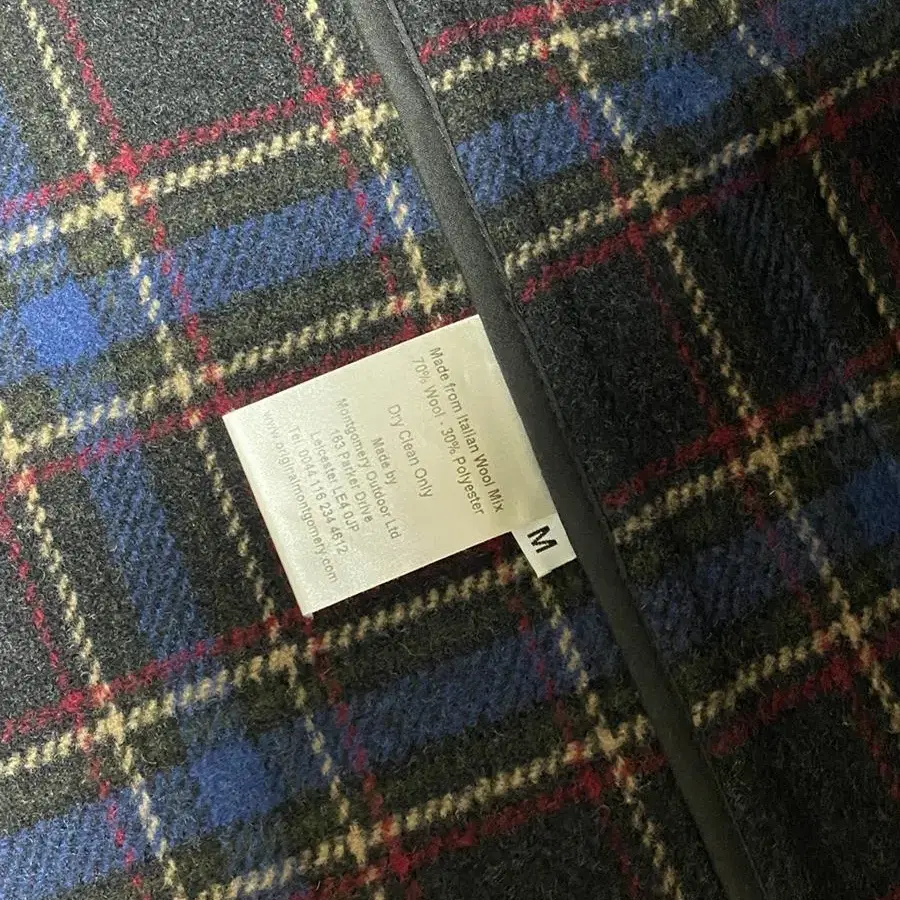 Made from Italian Wool Mix
70% Wool - 30% Polyester
Dry Clean Only
Made by
Montgomery Outdoor Ltd
163 Parker Drive
Leicester LE4 0JP
Tel. 0044 116 234 4612
www.originalmontgomery.com
M